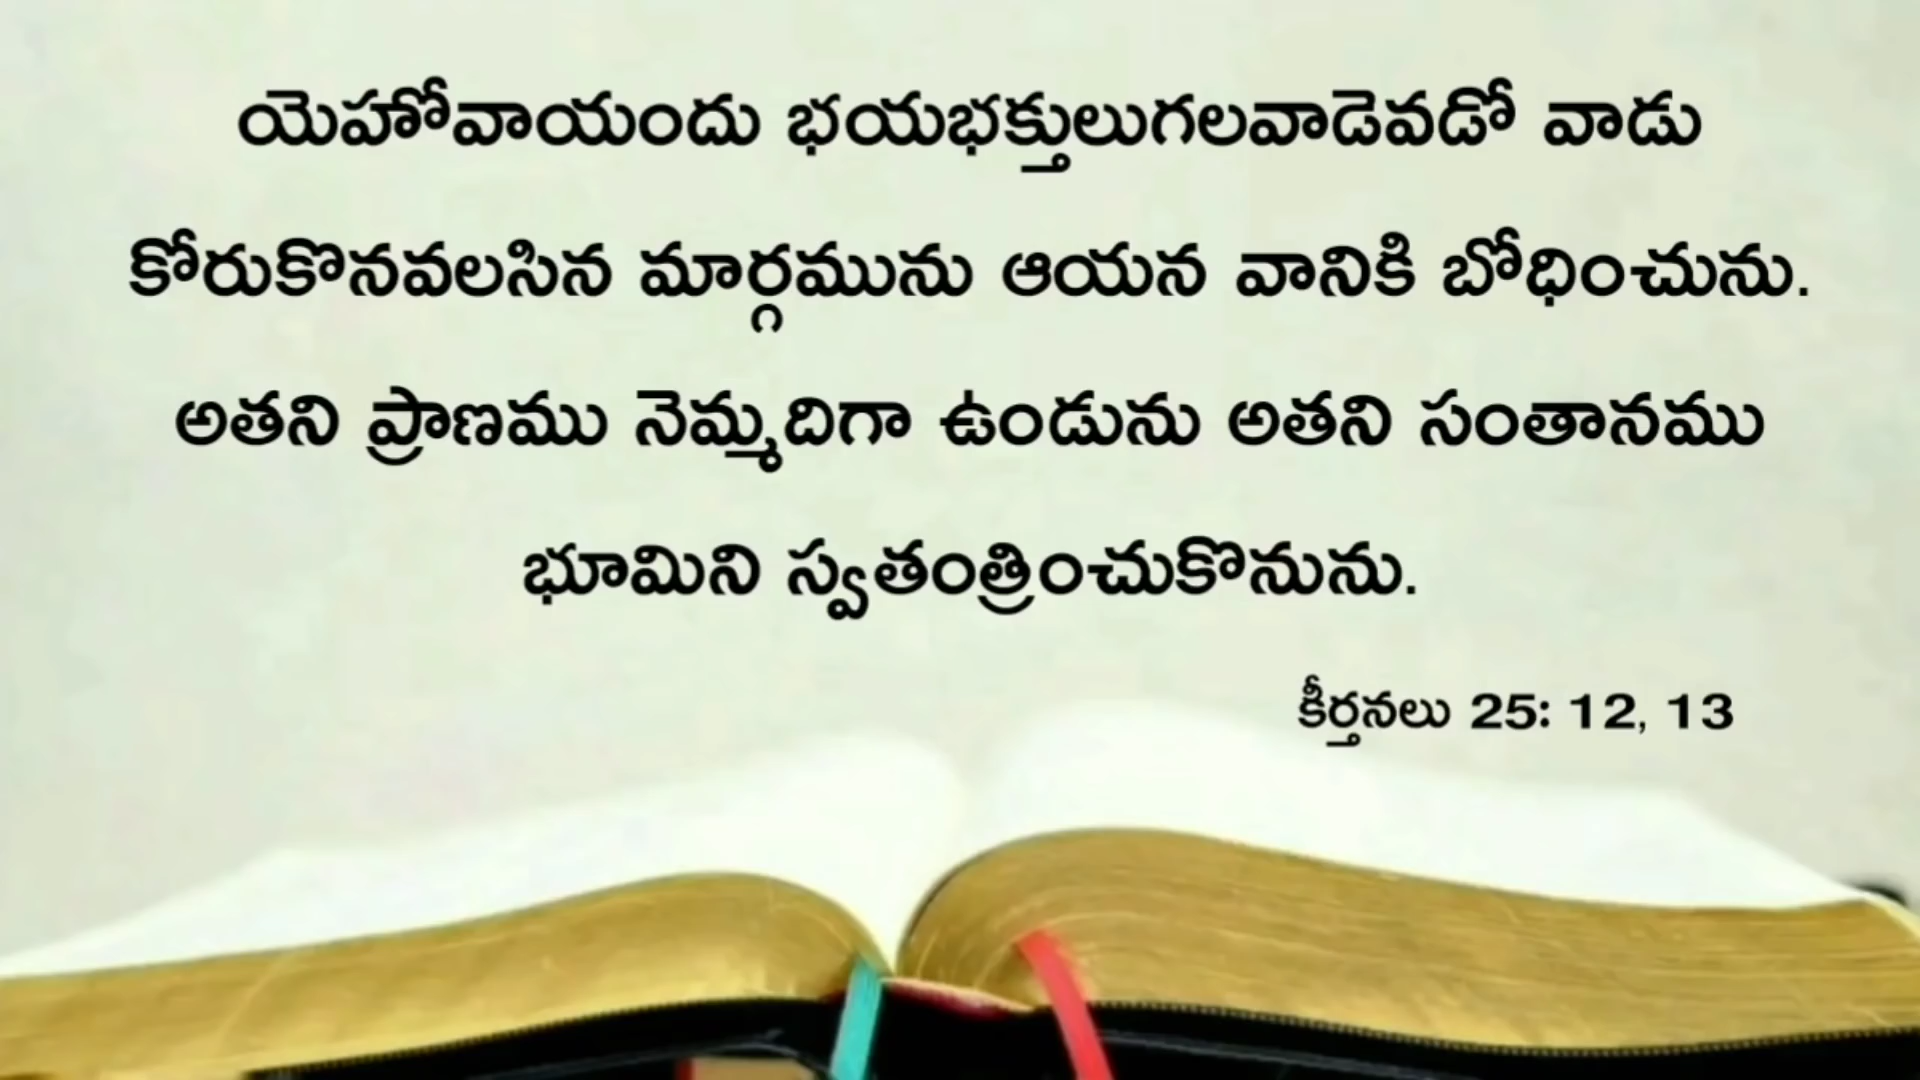 యెహోవాయందు భయభక్తులుగలవాడెవడో వాడు
కోరుకొనవలసిన మార్గమును ఆయన వానికి బోధించును.
అతని ప్రాణము నెమ్మదిగా ఉండును అతని సంతానము
భూమిని స్వతంత్రించుకొనును.
కీర్తనలు 25: 12, 13